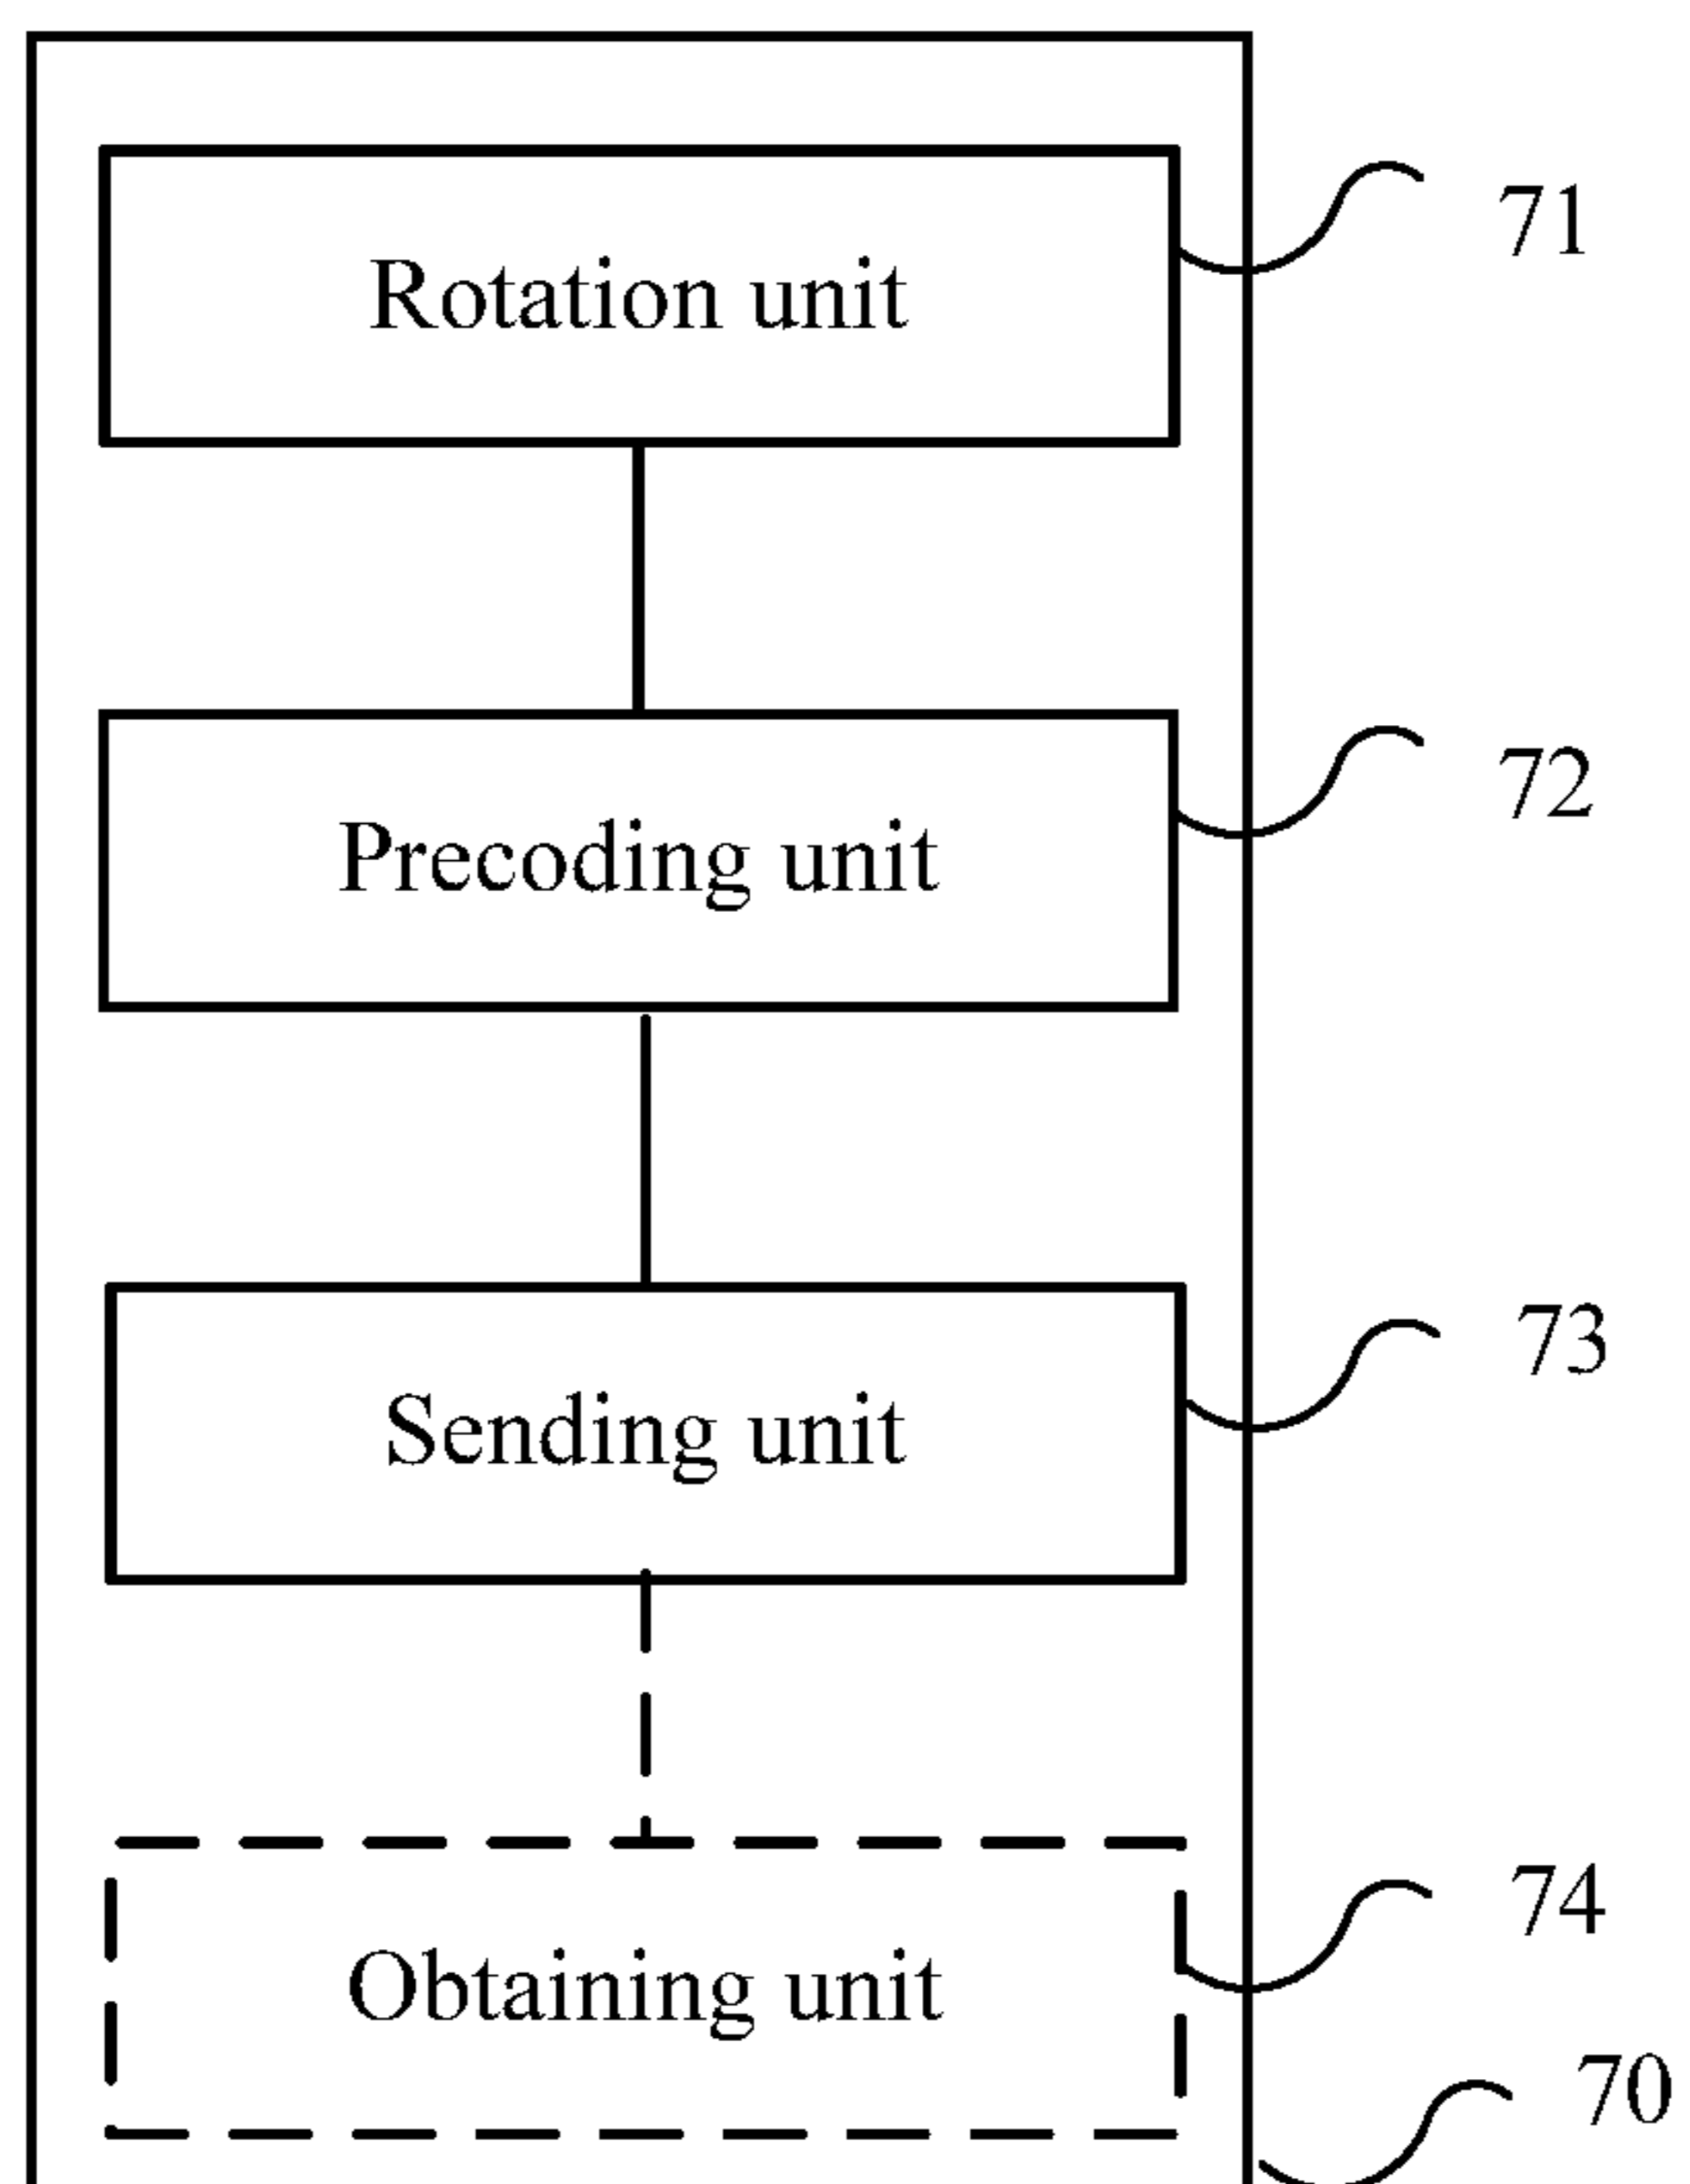 Rotation unit
71
Precoding unit
72
Sending unit
73
Obtaining unit
74
70